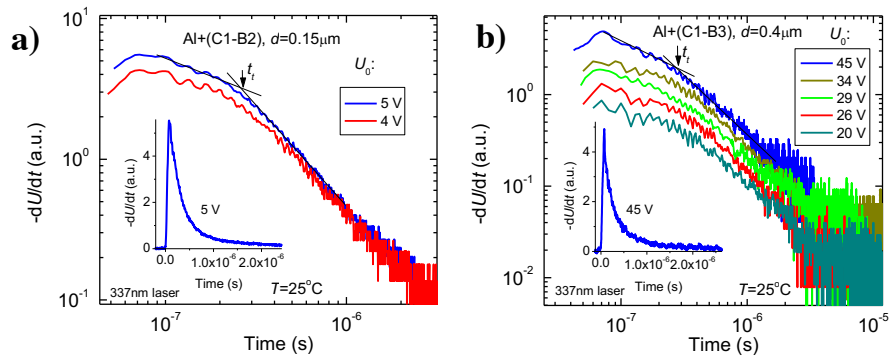 a)
Al+(C1-B2), d=0.15μm
t_t
U_0:
5 V
4 V
-dU/dt (a.u.)
10^1
10^0
10^-1
-dU/dt (a.u.)
4
2
0
5 V
0.0 1.0x10^-6 2.0x10^-6
Time (s)
337nm laser
T=25°C
10^-7 10^-6
Time (s)
b)
Al+(C1-B3), d=0.4μm
t_t
U_0:
45 V
34 V
29 V
26 V
20 V
-dU/dt (a.u.)
10^0
10^-1
10^-2
-dU/dt (a.u.)
4
2
0
45 V
0.0 1.0x10^-6 2.0x10^-6
Time (s)
337nm laser
T=25°C
10^-7 10^-6 10^-5
Time (s)